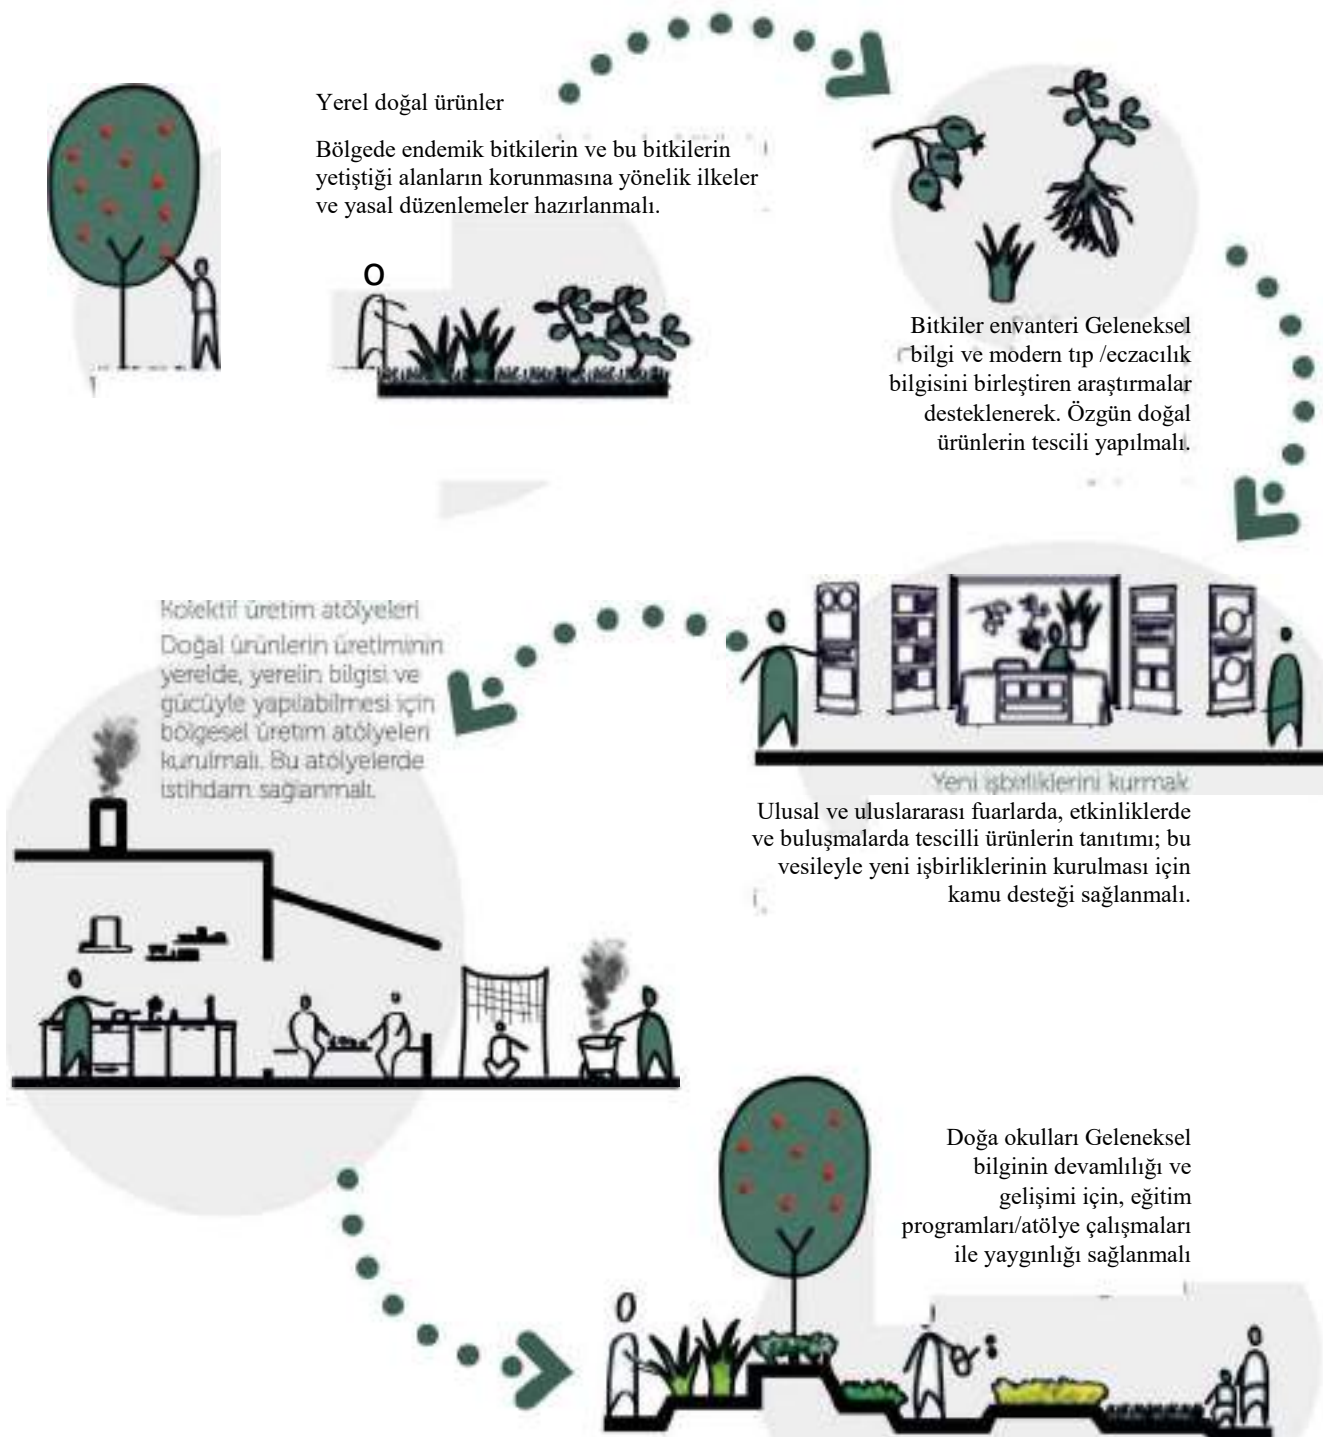 Yerel doğal ürünler
Bölgede endemik bitkilerin ve bu bitkilerin
yetiştiği alanların korunmasına yönelik ilkeler
ve yasal düzenlemeler hazırlanmalı.
Bitkiler envanteri Geleneksel
bilgi ve modern tıp /eczacılık
bilgisini birleştiren araştırmalar
desteklenerek. Özgün doğal
ürünlerin tescili yapılmalı.
Yeni işbirliklerini kurmak
Ulusal ve uluslararası fuarlarda, etkinliklerde
ve buluşmalarda tescilli ürünlerin tanıtımı; bu
vesileyle yeni işbirliklerinin kurulması için
kamu desteği sağlanmalı.
Kolektif üretim atölyeleri
Doğal ürünlerin üretiminin
yerelde, yerelin bilgisi ve
gücüyle yapılabilmesi için
bölgesel üretim atölyeleri
kurulmalı. Bu atölyelerde
istihdam sağlanmalı.
Doğa okulları Geleneksel
bilginin devamlılığı ve
gelişimi için, eğitim
programları/atölye çalışmaları
ile yaygınlığı sağlanmalı